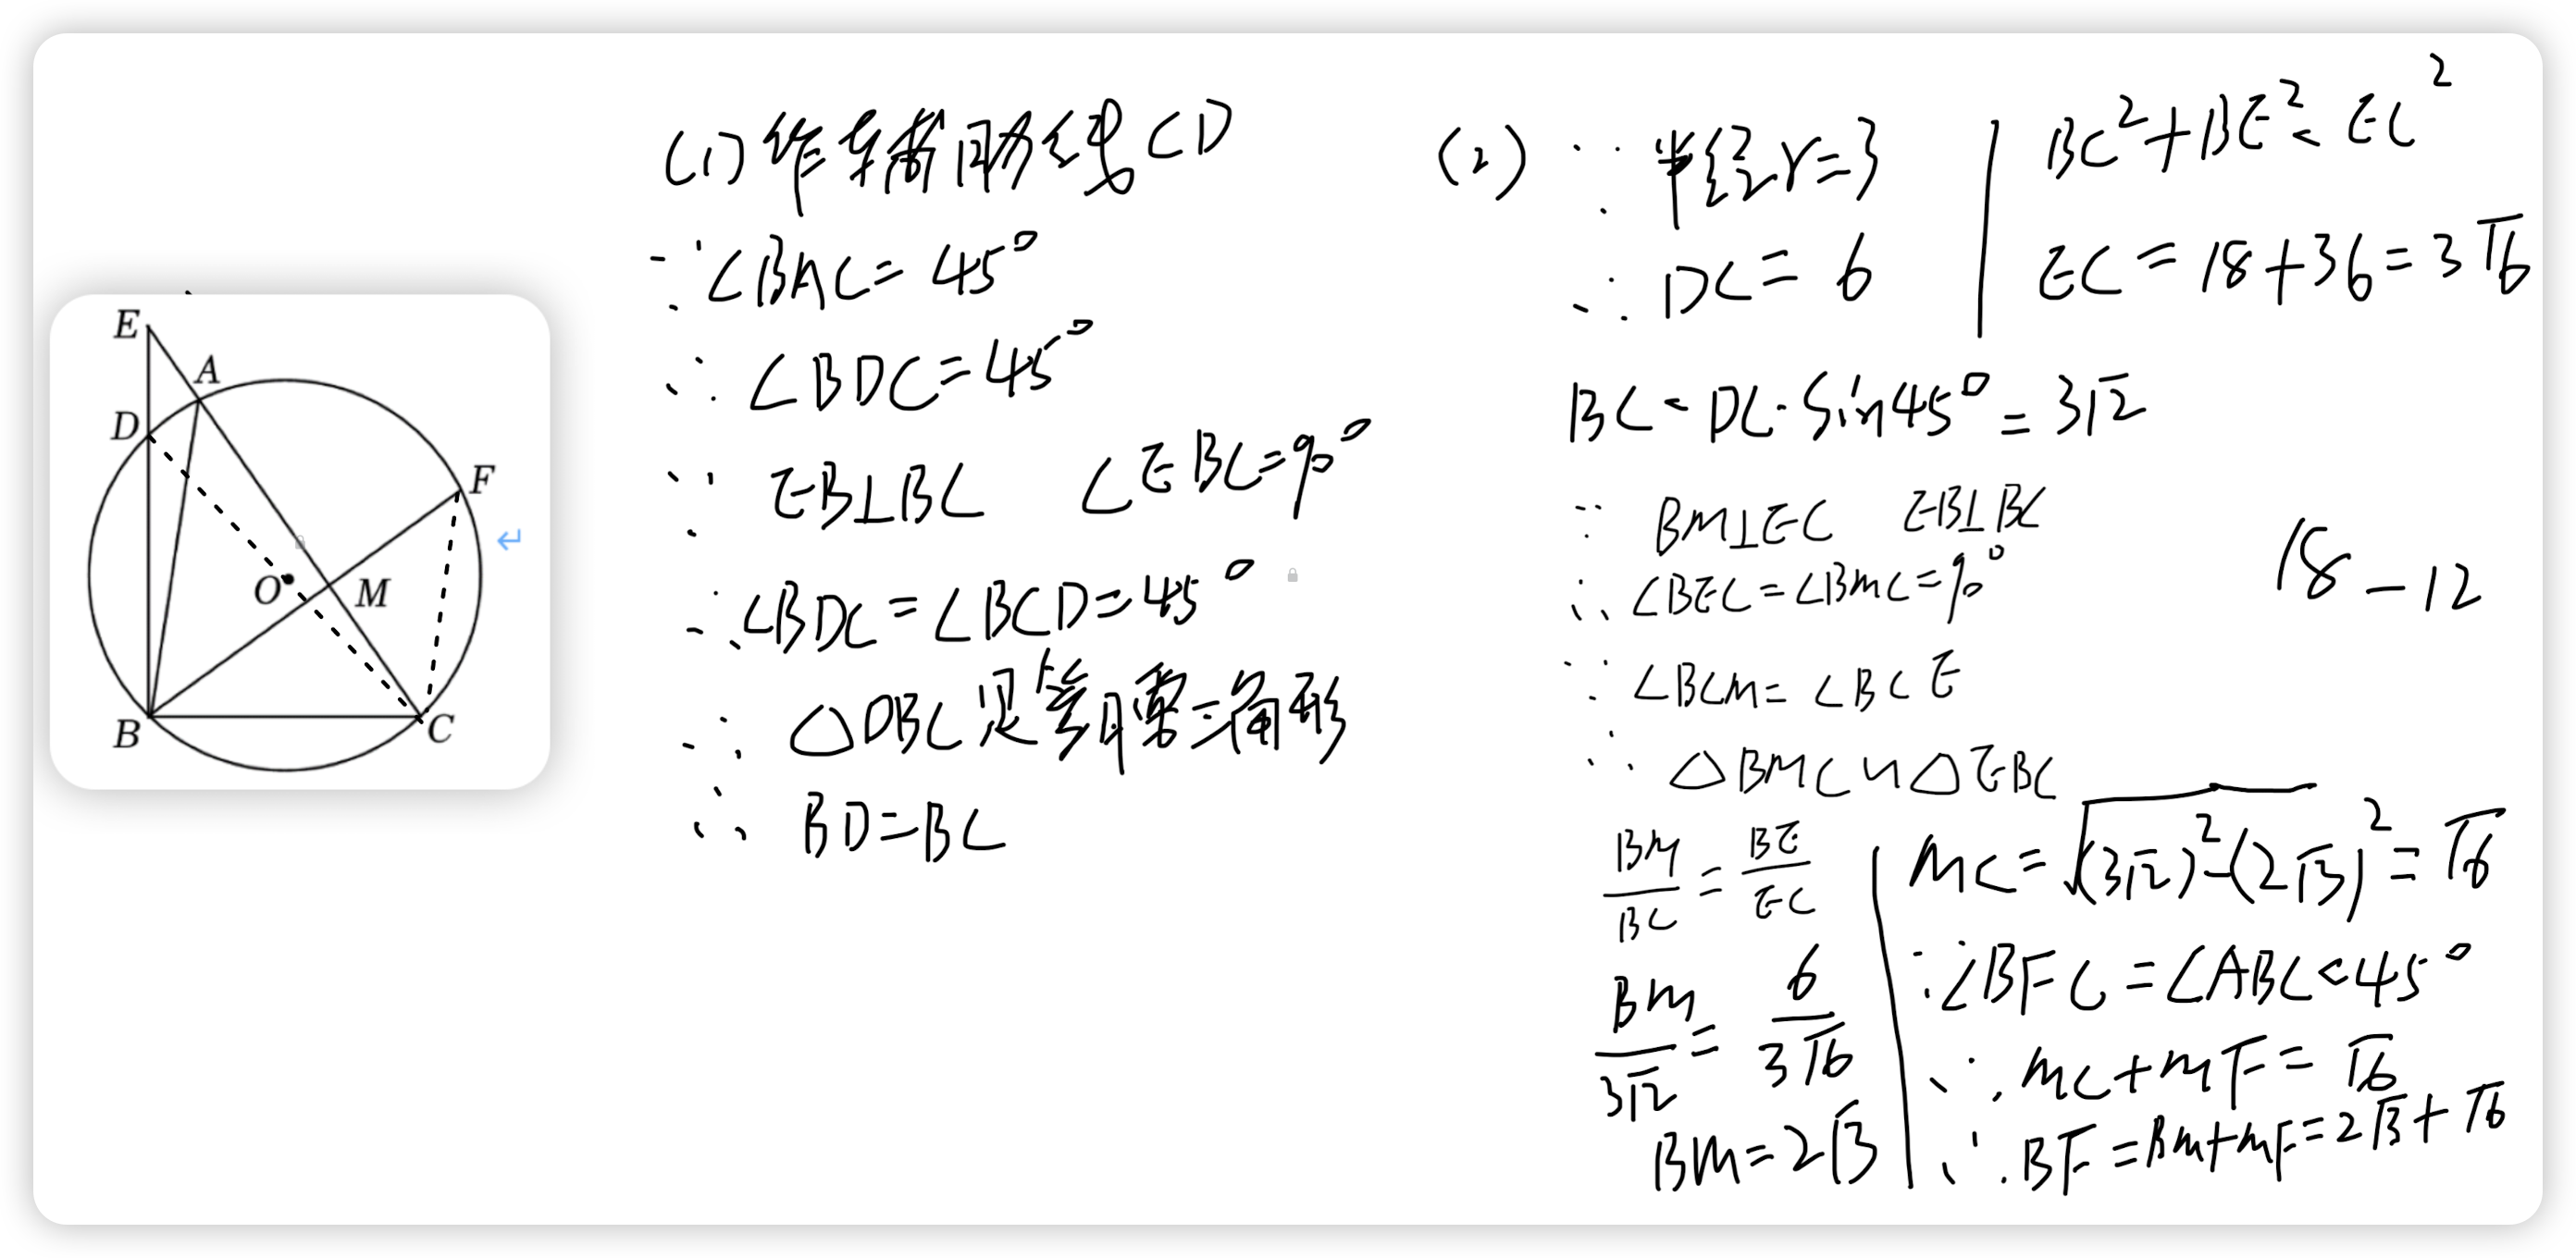 E
A
D
F
O
M
B
C
(1) 作辅助线CD
∵∠BAC=45°
∴∠BDC=45°
∵ EB⊥BC ∠EBC=90°
∴∠BDC=∠BCD=45°
∴ △DBC是等腰三角形
∴ BD=BC
(2) ∵ 半径r=3
∴ DC=6
BC²+BE²=EC²
EC=18+36=3√6
BC=DC·Sin45°=3√2
∵ BM⊥EC EB⊥BC
∴∠BEC=∠BMC=90°
∵∠BCM=∠BCE
∴ △BMC∽△EBC
BM/BC=BE/EC
BM/3√2=6/3√6
BM=2√3
18-12
MC=√(3√2)²-(2√3)²=√6
∵∠BFC=∠ABC=45°
∴ MC+MF=√6
∴ BF=BM+MF=2√3+√6